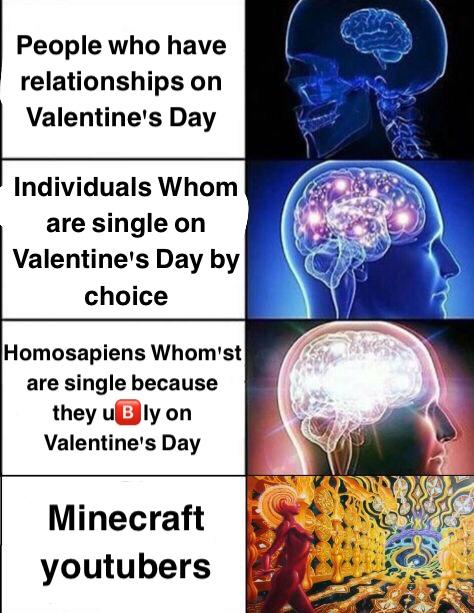 People who have
relationships on
Valentine's Day
Individuals Whom
are single on
Valentine's Day by
choice
Homosapiens Whom'st
are single because
they u🅱️ly on
Valentine's Day
Minecraft
youtubers